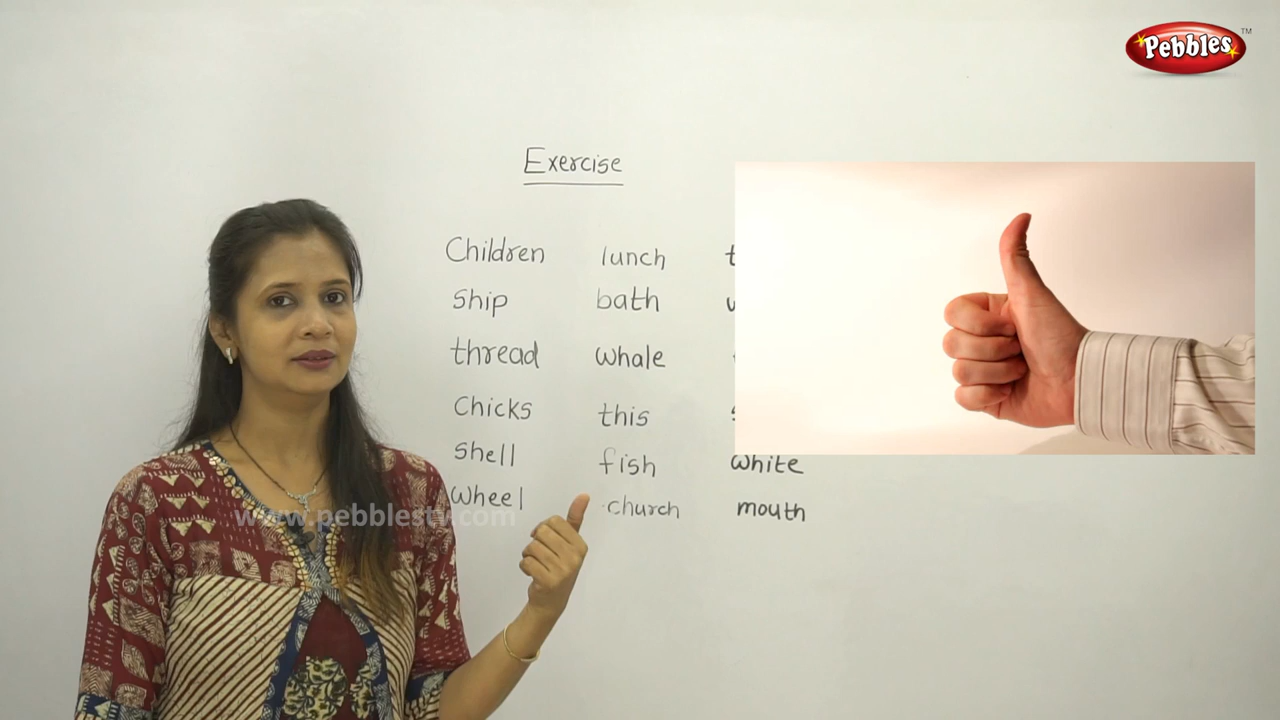 Pebbles TM
Exercise
Children lunch
Ship bath
thread whale
Chicks this
Shell fish white
Wheel church mouth
www.pebblestv.com